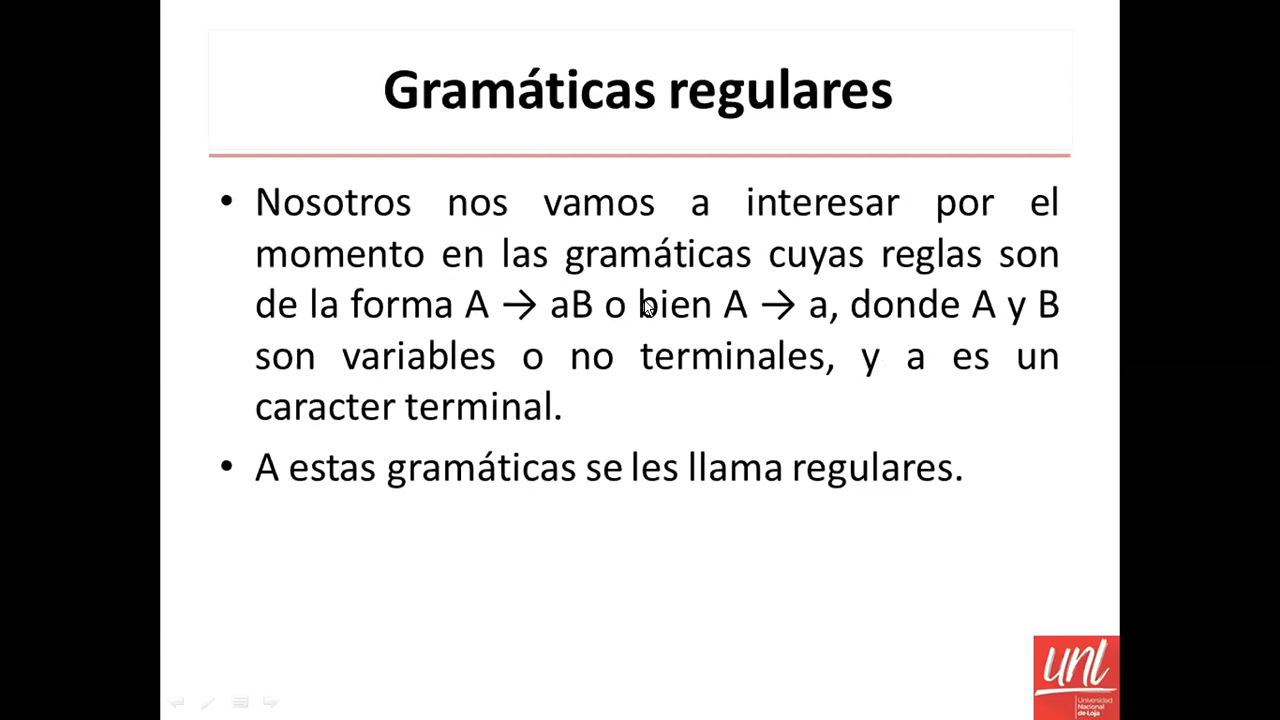 Gramáticas regulares
• Nosotros nos vamos a interesar por el
momento en las gramáticas cuyas reglas son
de la forma A → aB o bien A → a, donde A y B
son variables o no terminales, y a es un
caracter terminal.
• A estas gramáticas se les llama regulares.
unl
Universidad
Nacional
de Loja